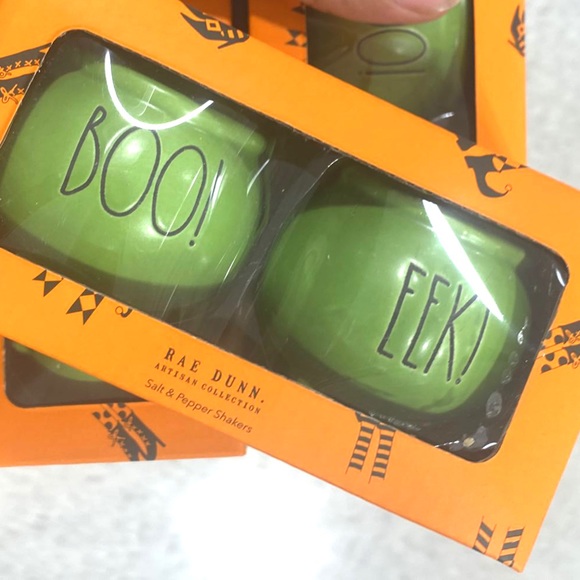 O!
BOO!
EEK!
RAE DUNN.
ARTISAN COLLECTION
Salt & Pepper Shakers